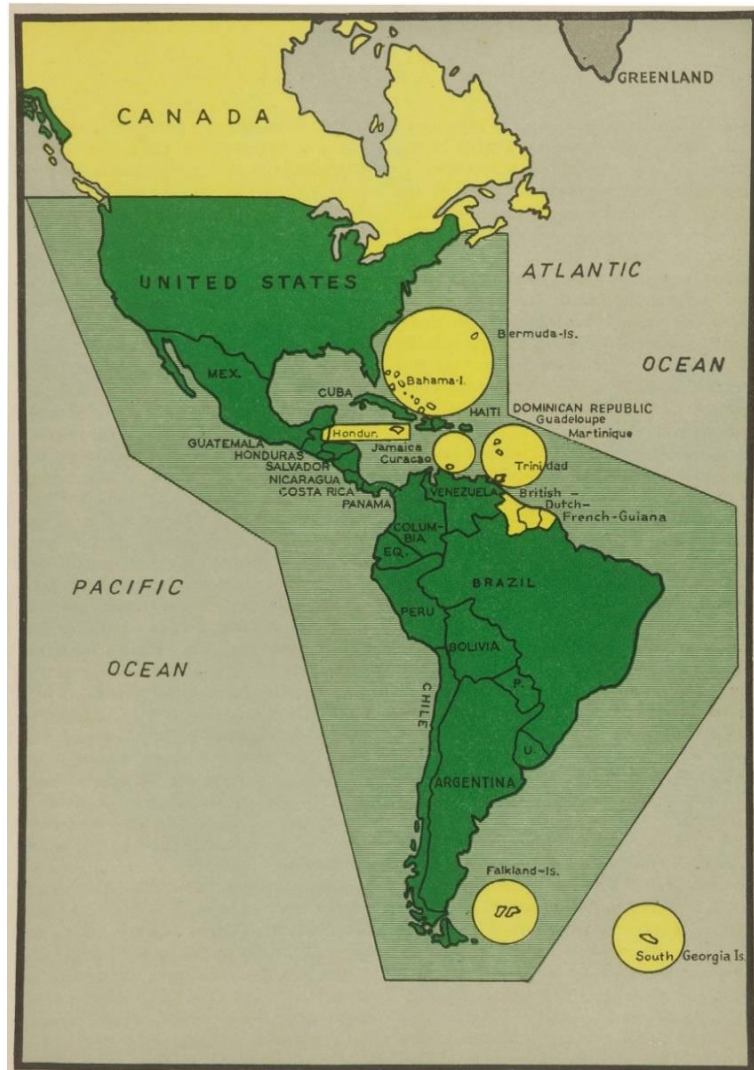 GREENLAND
CANADA
ATLANTIC
UNITED STATES
OCEAN
Bermuda-Is.
MEX.
Bahama-I.
CUBA
HAITI
DOMINICAN REPUBLIC
Guadeloupe
Martinique
Hondur.
GUATEMALA
HONDURAS
SALVADOR
NICARAGUA
COSTA RICA
PANAMA
Jamaica
Curacao
Trinidad
VENEZUELA
British -
Dutch-
French-Guiana
COLUM-
BIA
EQ.
BRAZIL
PACIFIC
OCEAN
PERU
BOLIVIA
CHILE
P.
U.
ARGENTINA
Falkland-Is.
South Georgia Is.